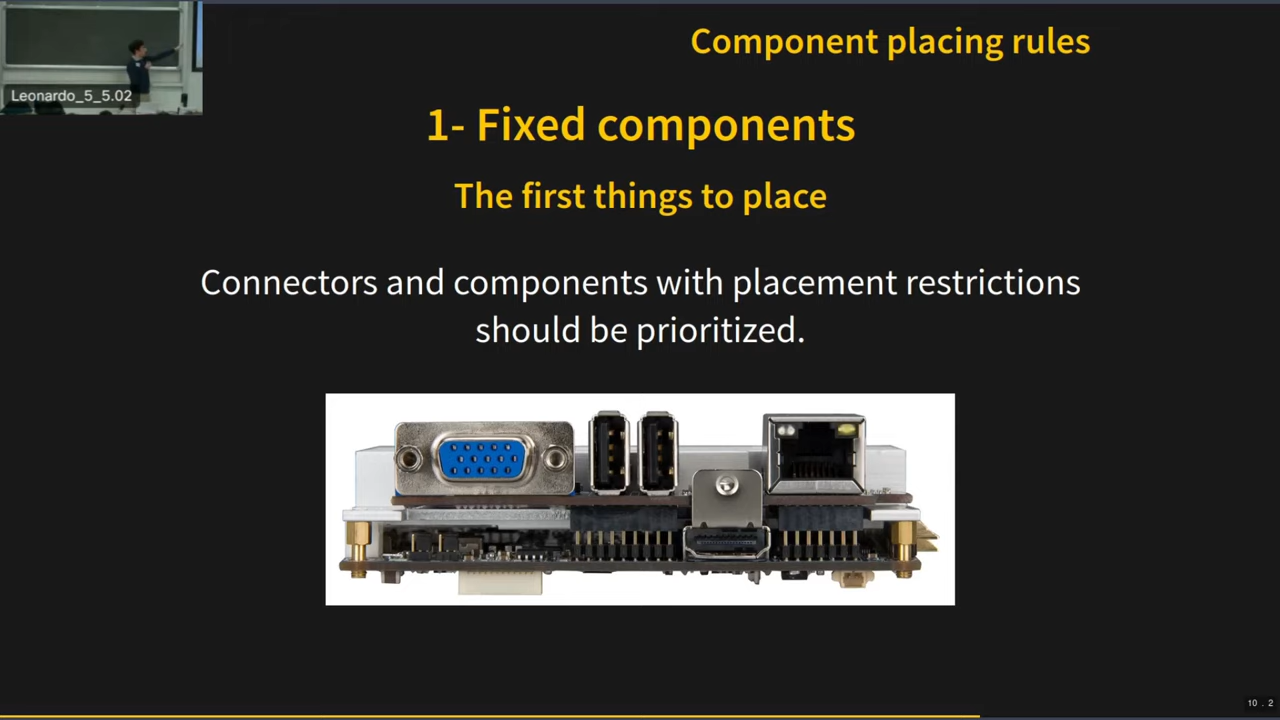 Leonardo_5_5.02
Component placing rules
1- Fixed components
The first things to place
Connectors and components with placement restrictions
should be prioritized.
10.2